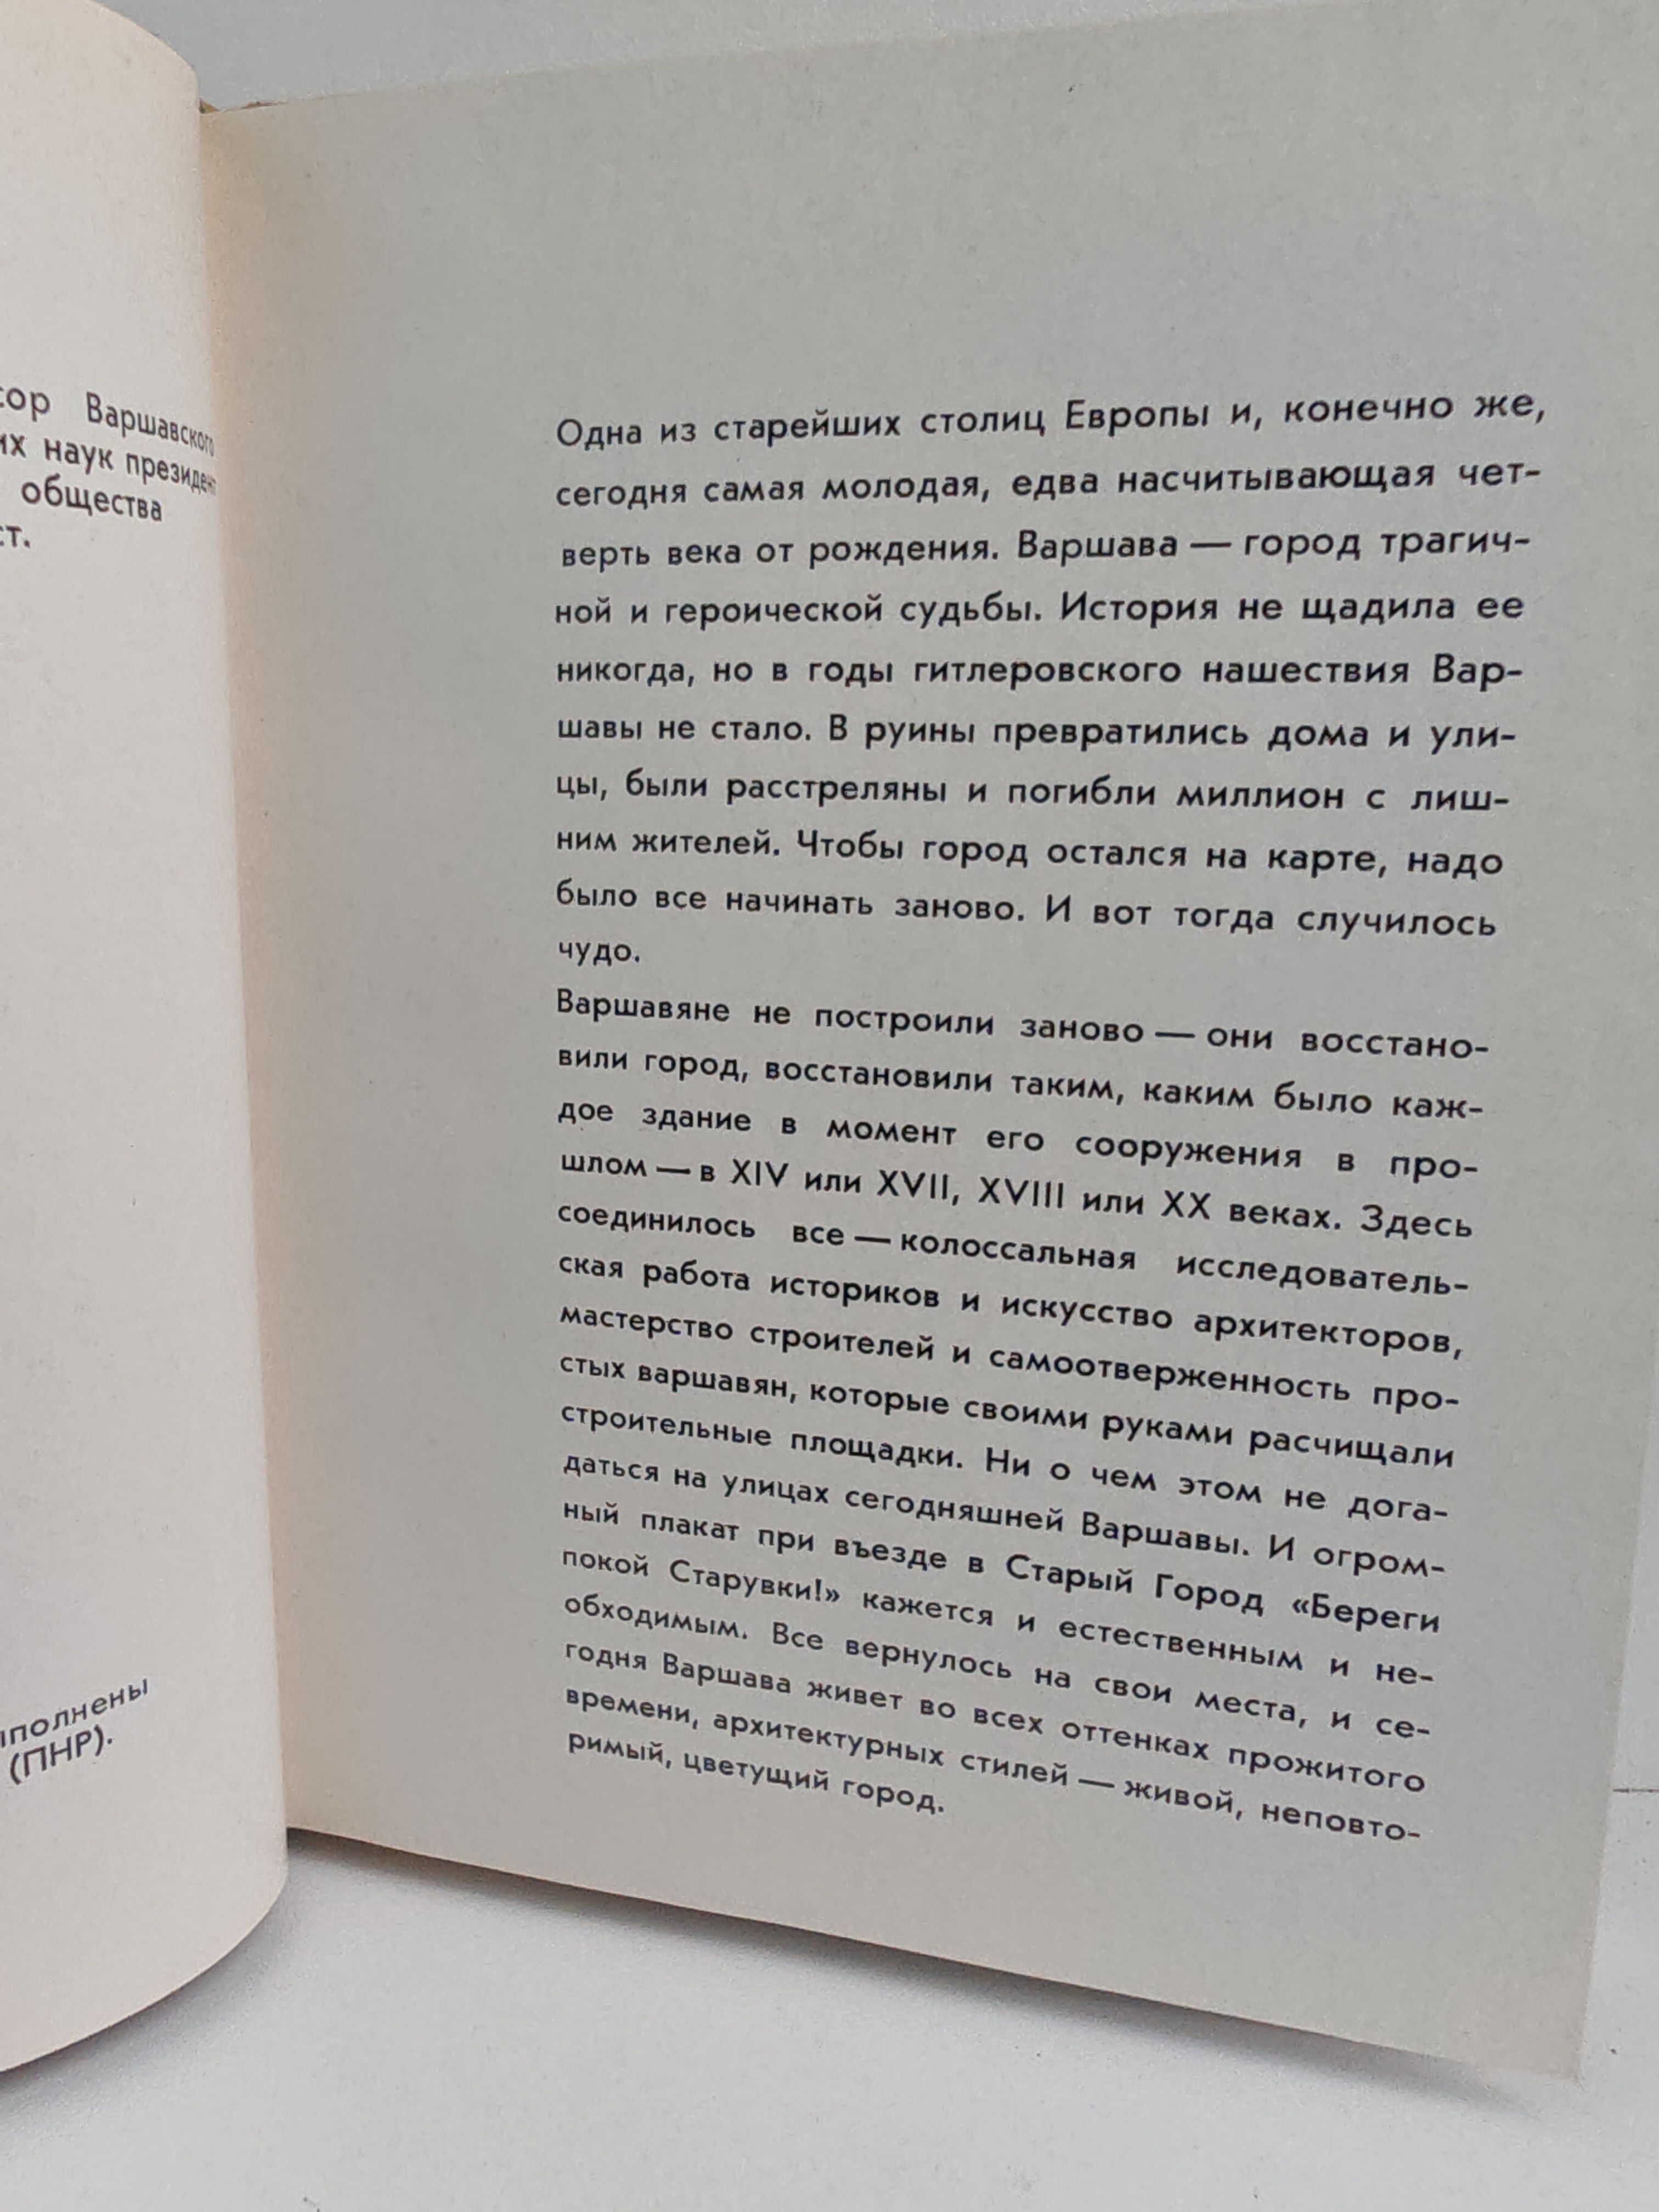 Варшавского
их наук президент
общества
ст.
(ПНР).
Одна из старейших столиц Европы и, конечно же,
сегодня самая молодая, едва насчитывающая чет-
верть века от рождения. Варшава — город трагич-
ной и героической судьбы. История не щадила ее
никогда, но в годы гитлеровского нашествия Вар-
шавы не стало. В руины превратились дома и ули-
цы, были расстреляны и погибли миллион с лиш-
ним жителей. Чтобы город остался на карте, надо
было все начинать заново. И вот тогда случилось
чудо.
Варшавяне не построили заново — они восстано-
вили город, восстановили таким, каким было каж-
дое здание в момент его сооружения в про-
шлом — в XIV или XVII, XVIII или XX веках. Здесь
соединилось все — колоссальная исследователь-
ская работа историков и искусство архитекторов,
мастерство строителей и самоотверженность про-
стых варшавян, которые своими руками расчищали
строительные площадки. Ни о чем этом не дога-
даться на улицах сегодняшней Варшавы. И огром-
ный плакат при въезде в Старый Город «Береги
покой Старувки!» кажется и естественным и не-
обходимым. Все вернулось на свои места, и се-
годня Варшава живет во всех оттенках прожитого
времени, архитектурных стилей — живой, неповто-
римый, цветущий город.